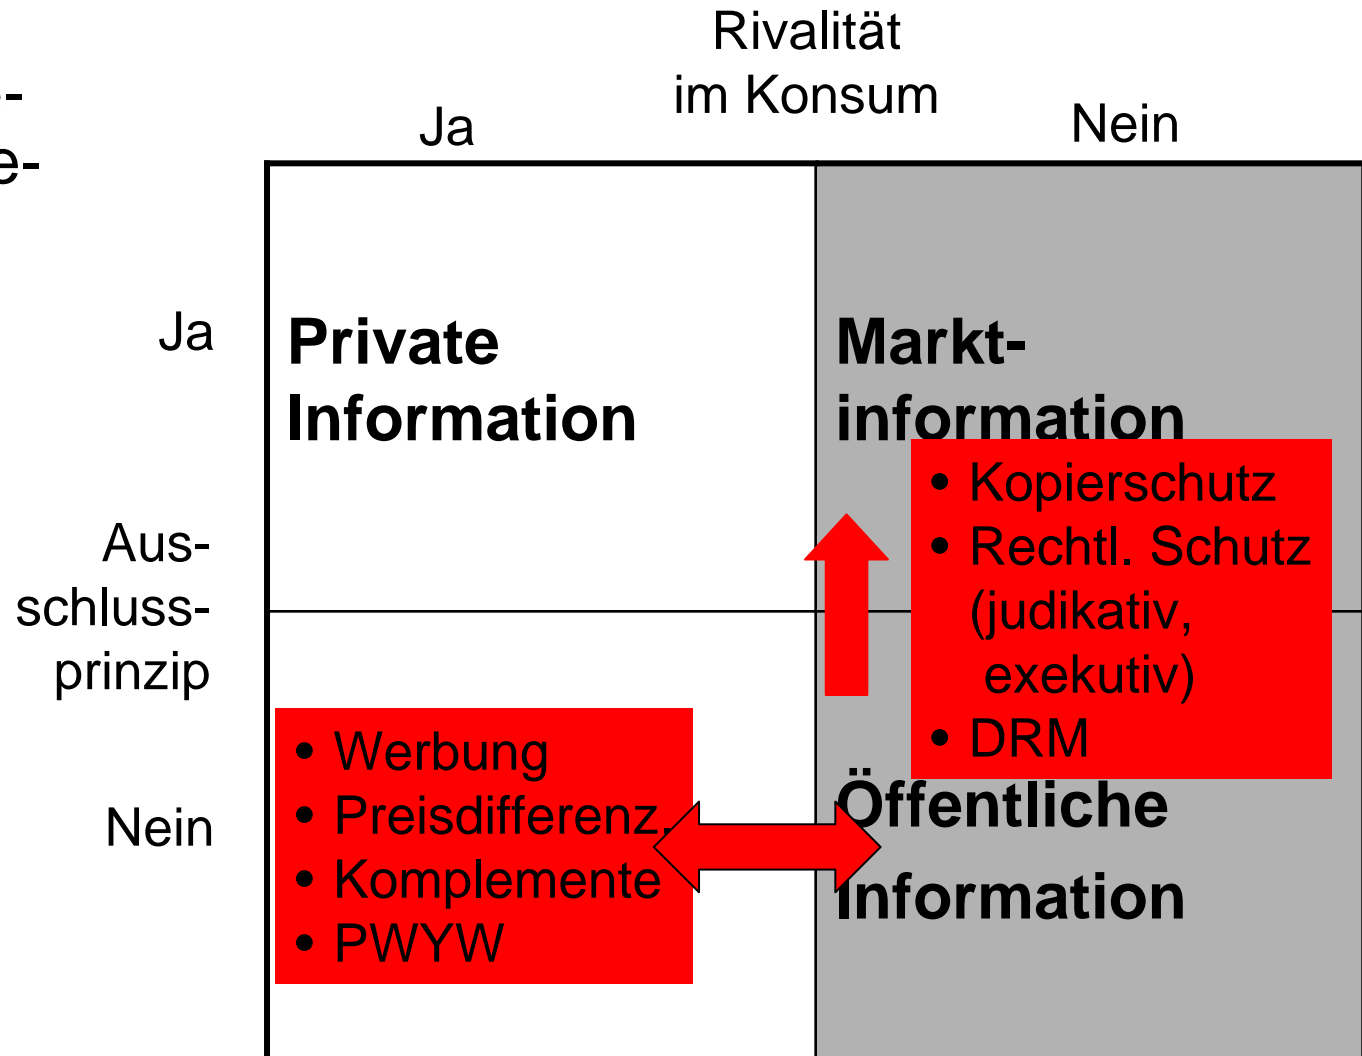 Rivalität
im Konsum
-
e-
Ja
Nein
Ja
Private
Information
Markt-
information
• Kopierschutz
• Rechtl. Schutz
(judikativ,
exekutiv)
• DRM
Aus-
schluss-
prinzip
Nein
• Werbung
• Preisdifferenz.
• Komplemente
• PWYW
Öffentliche
Information